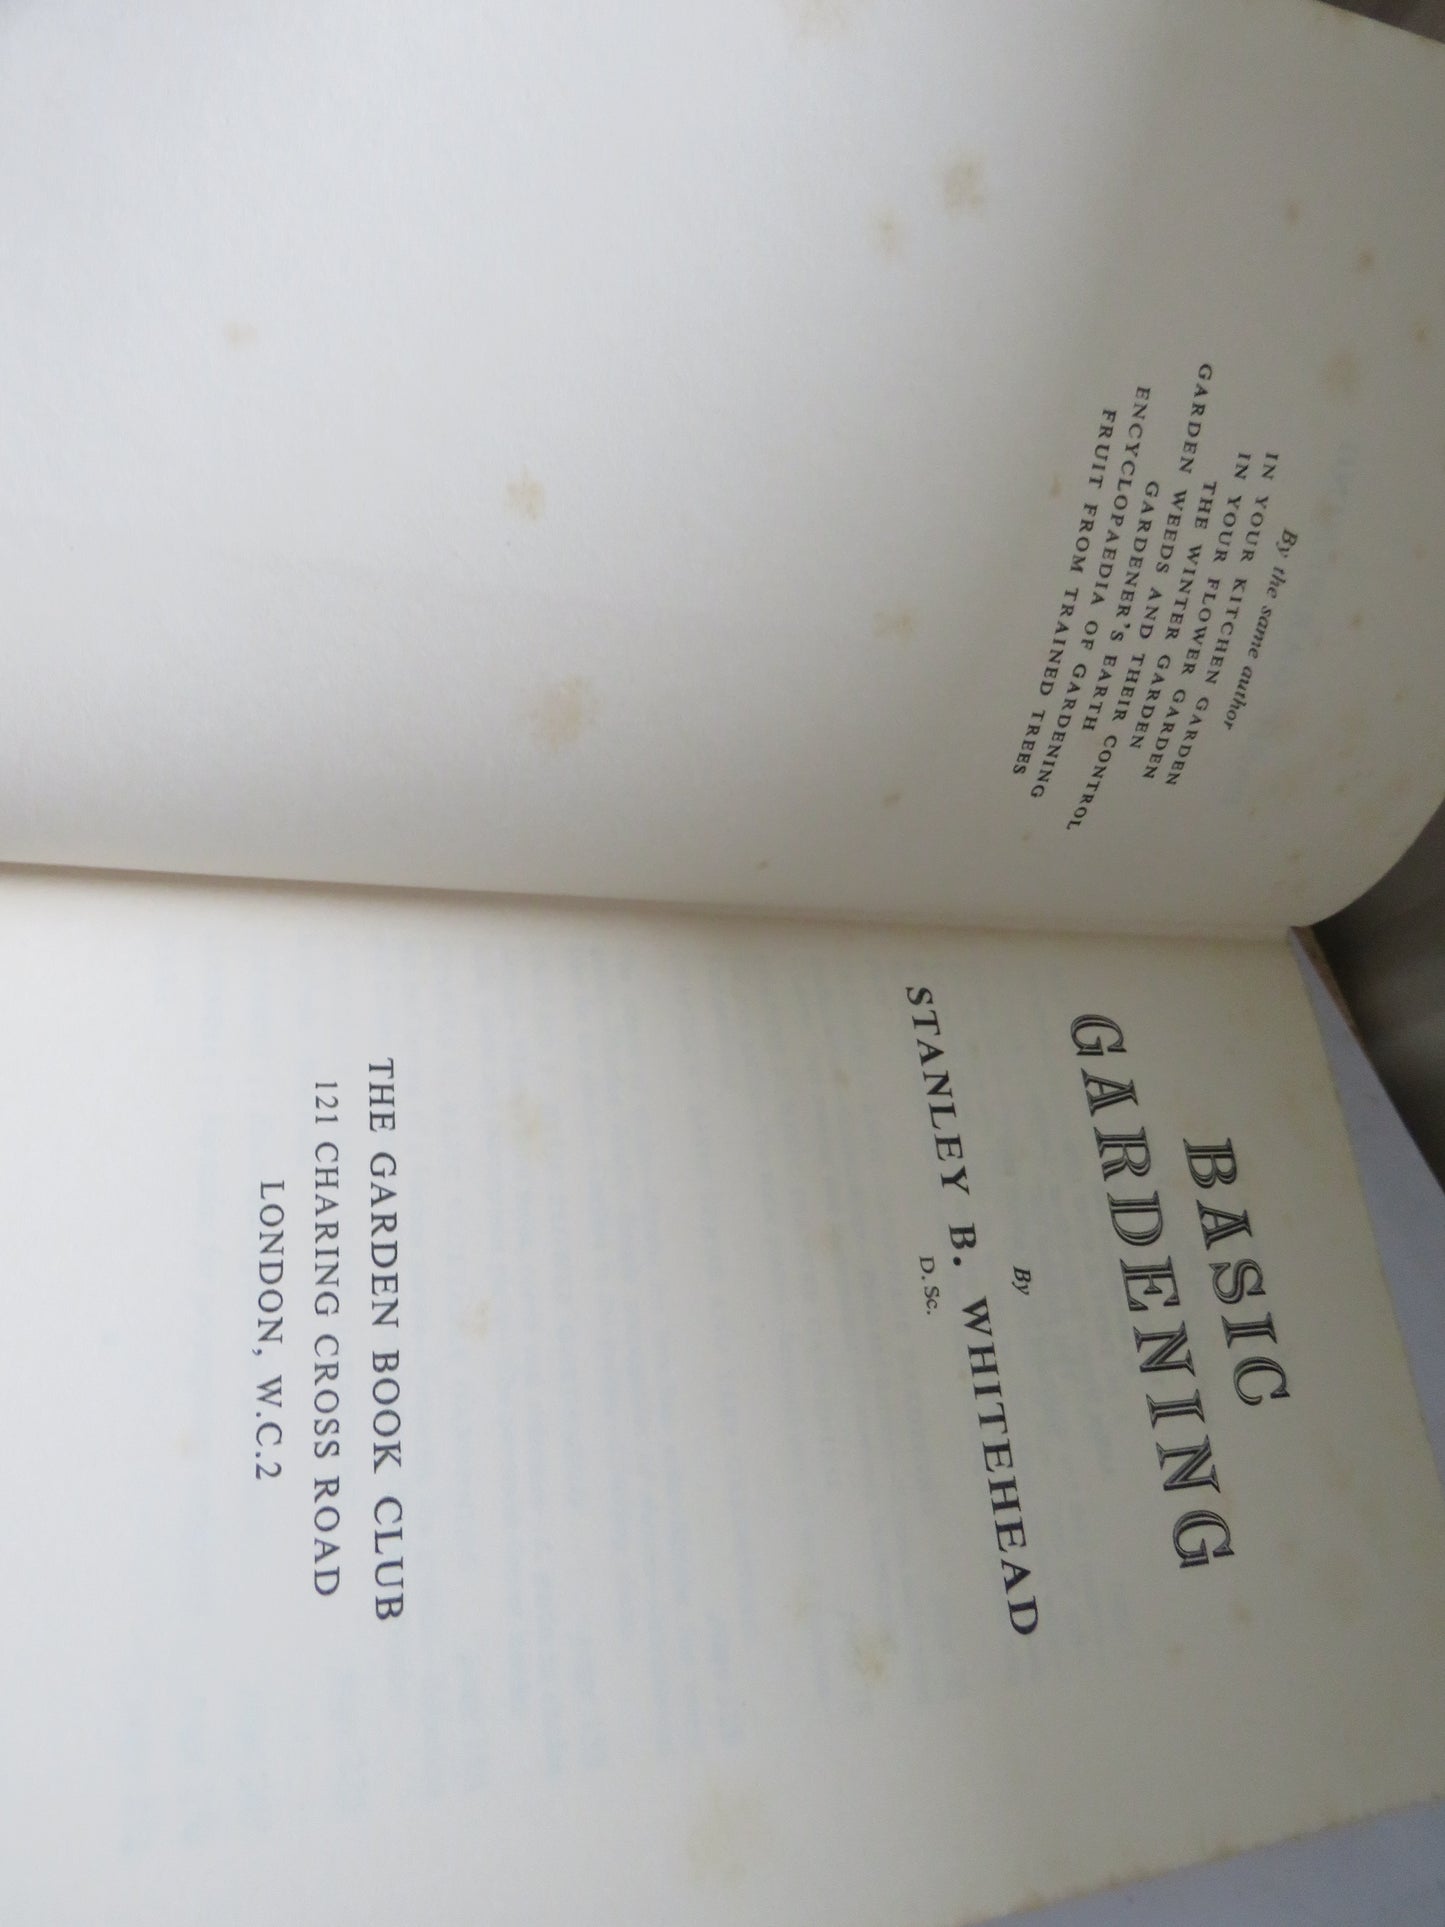 By the same author
IN YOUR KITCHEN GARDEN
IN YOUR FLOWER GARDEN
THE WINTER GARDEN
GARDEN WEEDS AND THEIR CONTROL
GARDENER'S EARTH
ENCYCLOPAEDIA OF GARDENING
FRUIT FROM TRAINED TREES
BASIC
GARDENING
By
STANLEY B. WHITEHEAD
D.Sc.
THE GARDEN BOOK CLUB
121 CHARING CROSS ROAD
LONDON, W.C.2